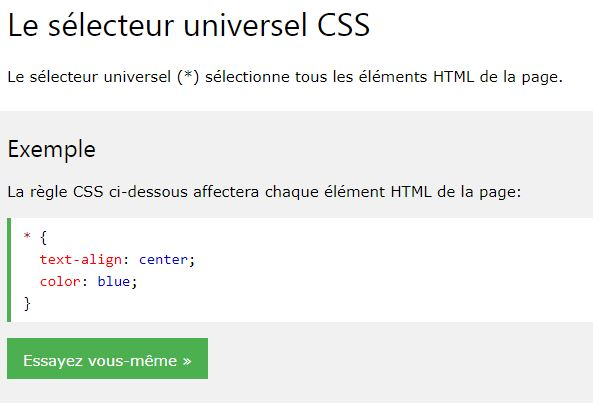 Le sélecteur universel CSS
Le sélecteur universel (*) sélectionne tous les éléments HTML de la page.
Exemple
La règle CSS ci-dessous affectera chaque élément HTML de la page:
* {
  text-align: center;
  color: blue;
}
Essayez vous-même »